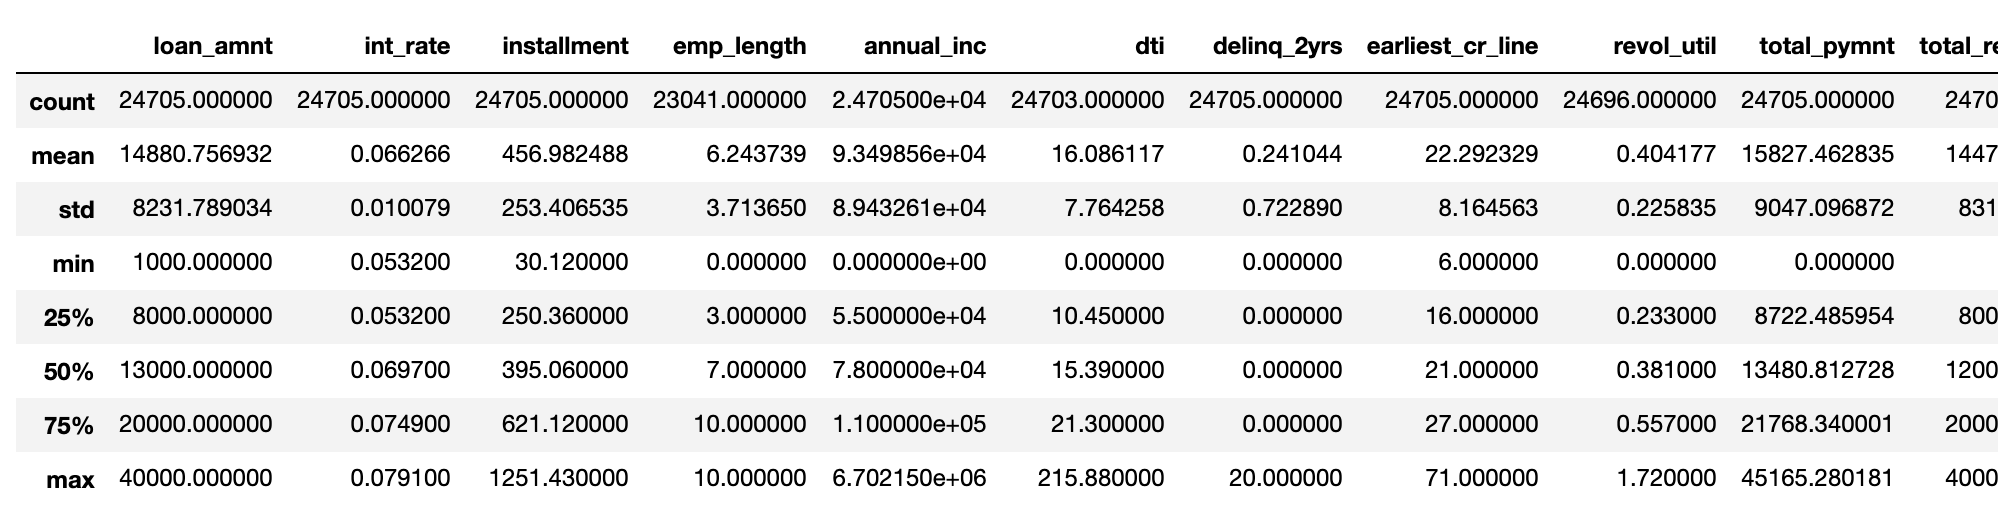 loan_amnt int_rate installment emp_length annual_inc dti delinq_2yrs earliest_cr_line revol_util total_pymnt total_re
count 24705.000000 24705.000000 24705.000000 23041.000000 2.470500e+04 24703.000000 24705.000000 24705.000000 24696.000000 24705.000000 2470
mean 14880.756932 0.066266 456.982488 6.243739 9.349856e+04 16.086117 0.241044 22.292329 0.404177 15827.462835 1447
std 8231.789034 0.010079 253.406535 3.713650 8.943261e+04 7.764258 0.722890 8.164563 0.225835 9047.096872 831
min 1000.000000 0.053200 30.120000 0.000000 0.000000e+00 0.000000 0.000000 6.000000 0.000000 0.000000
25% 8000.000000 0.053200 250.360000 3.000000 5.500000e+04 10.450000 0.000000 16.000000 0.233000 8722.485954 800
50% 13000.000000 0.069700 395.060000 7.000000 7.800000e+04 15.390000 0.000000 21.000000 0.381000 13480.812728 1200
75% 20000.000000 0.074900 621.120000 10.000000 1.100000e+05 21.300000 0.000000 27.000000 0.557000 21768.340001 2000
max 40000.000000 0.079100 1251.430000 10.000000 6.702150e+06 215.880000 20.000000 71.000000 1.720000 45165.280181 4000